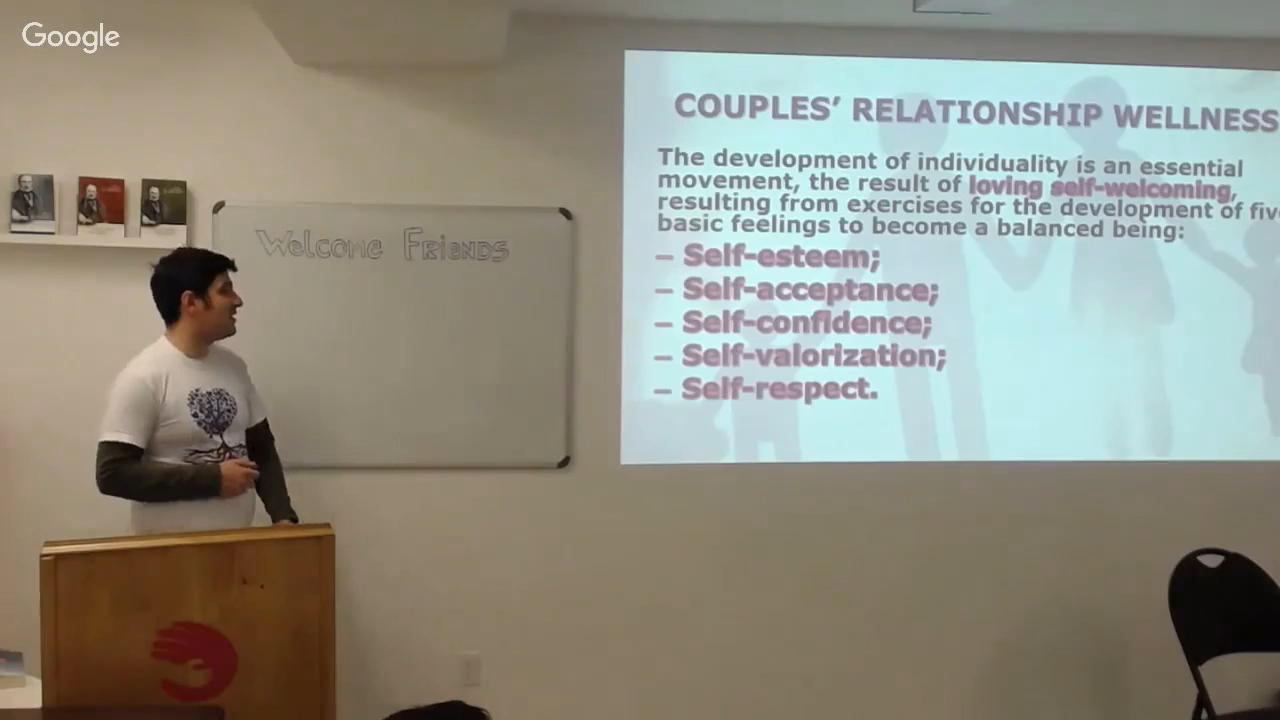 Google
Welcome Friends
COUPLES' RELATIONSHIP WELLNESS
The development of individuality is an essential
movement, the result of loving self-welcoming,
resulting from exercises for the development of five
basic feelings to become a balanced being:
– Self-esteem;
– Self-acceptance;
– Self-confidence;
– Self-valorization;
– Self-respect.